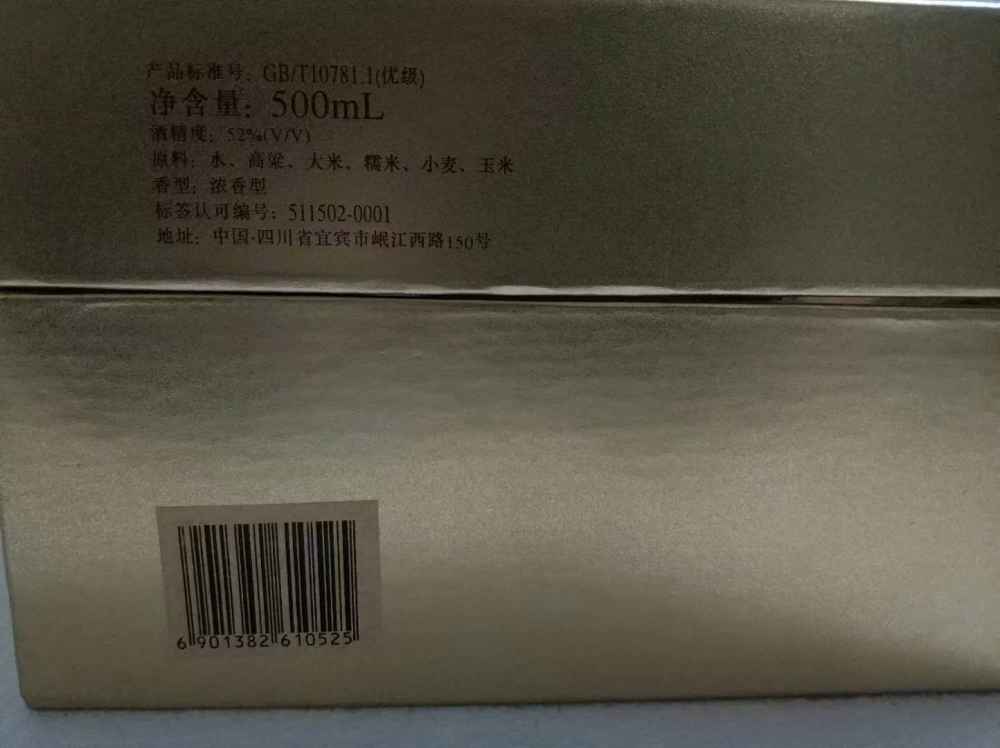 产品标准号：GB/T10781.1(优级)
净含量：500mL
酒精度：52%(V/V)
原料：水、高粱、大米、糯米、小麦、玉米
香型：浓香型
标签认可编号：511502-0001
地址：中国·四川省宜宾市岷江西路150号
6 901382 610525